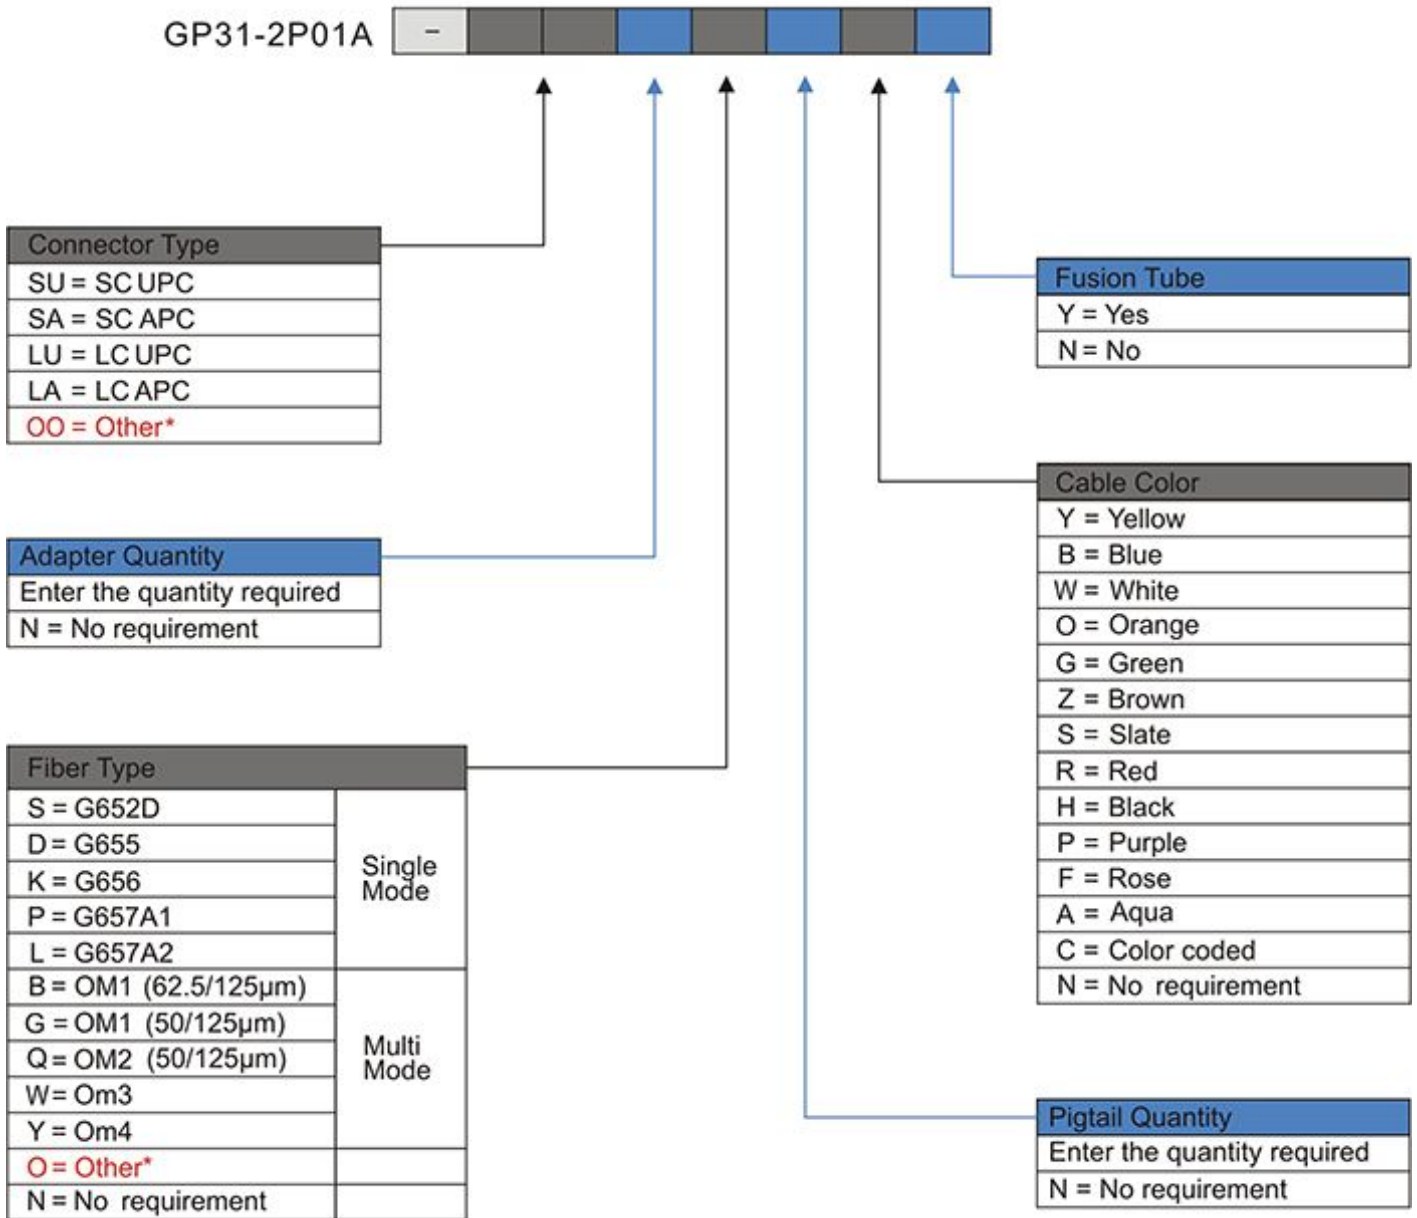 GP31-2P01A -
Connector Type
SU = SC UPC
SA = SC APC
LU = LC UPC
LA = LC APC
OO = Other*
Adapter Quantity
Enter the quantity required
N = No requirement
Fiber Type
S = G652D
D = G655
K = G656
P = G657A1
L = G657A2
Single
Mode
B = OM1 (62.5/125µm)
G = OM1 (50/125µm)
Q = OM2 (50/125µm)
W = Om3
Y = Om4
Multi
Mode
O = Other*
N = No requirement
Fusion Tube
Y = Yes
N = No
Cable Color
Y = Yellow
B = Blue
W = White
O = Orange
G = Green
Z = Brown
S = Slate
R = Red
H = Black
P = Purple
F = Rose
A = Aqua
C = Color coded
N = No requirement
Pigtail Quantity
Enter the quantity required
N = No requirement